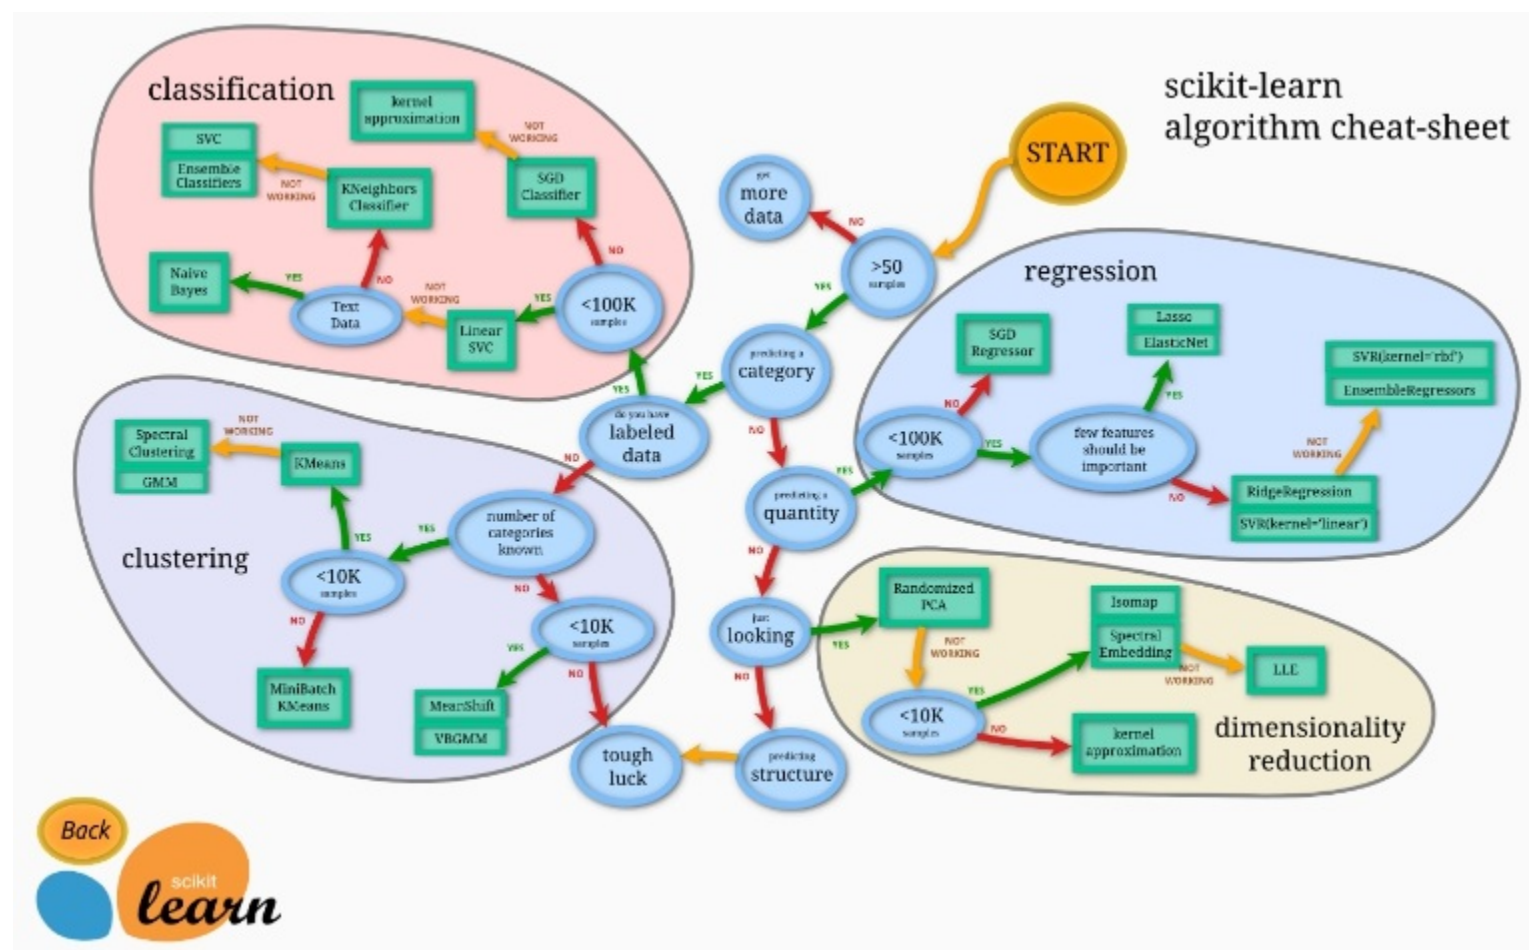 scikit-learn
algorithm cheat-sheet
START
classification
kernel
approximation
NOT
WORKING
SVC
Ensemble
Classifiers
NOT
WORKING
KNeighbors
Classifier
SGD
Classifier
NO
Naive
Bayes
YES
Text
Data
NO
NOT
WORKING
Linear
SVC
YES
<100K
samples
YES
get
more
data
NO
>50
samples
YES
predicting a
category
YES
do you have
labeled
data
NO
NO
predicting a
quantity
YES
NO
just
looking
YES
NO
predicting
structure
tough
luck
regression
SGD
Regressor
Lasso
ElasticNet
SVR(kernel='rbf')
EnsembleRegressors
NO
YES
<100K
samples
YES
few features
should be
important
NOT
WORKING
NO
RidgeRegression
SVR(kernel='linear')
clustering
Spectral
Clustering
GMM
NOT
WORKING
KMeans
YES
number of
categories
known
YES
NO
<10K
samples
NO
MiniBatch
KMeans
<10K
samples
YES
NO
MeanShift
VBGMM
Randomized
PCA
NOT
WORKING
Isomap
Spectral
Embedding
NOT
WORKING
LLE
YES
<10K
samples
NO
kernel
approximation
dimensionality
reduction
Back
scikit
learn